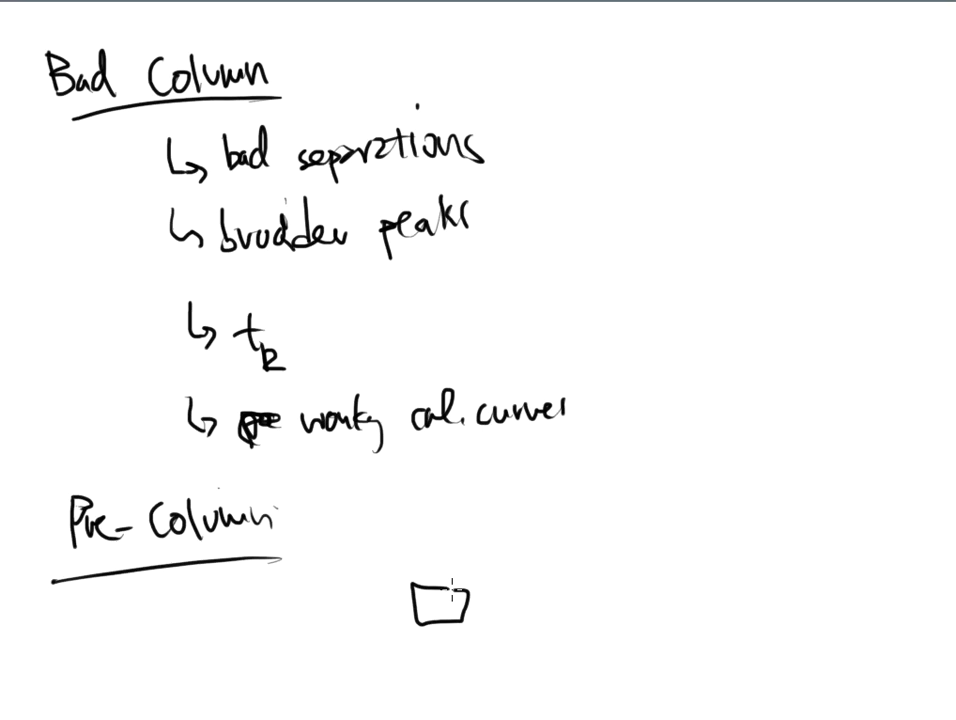 Bad Column
↳ bad separations
↳ broader peaks
↳ tR
↳ wonky cal. curves
Pre-Column